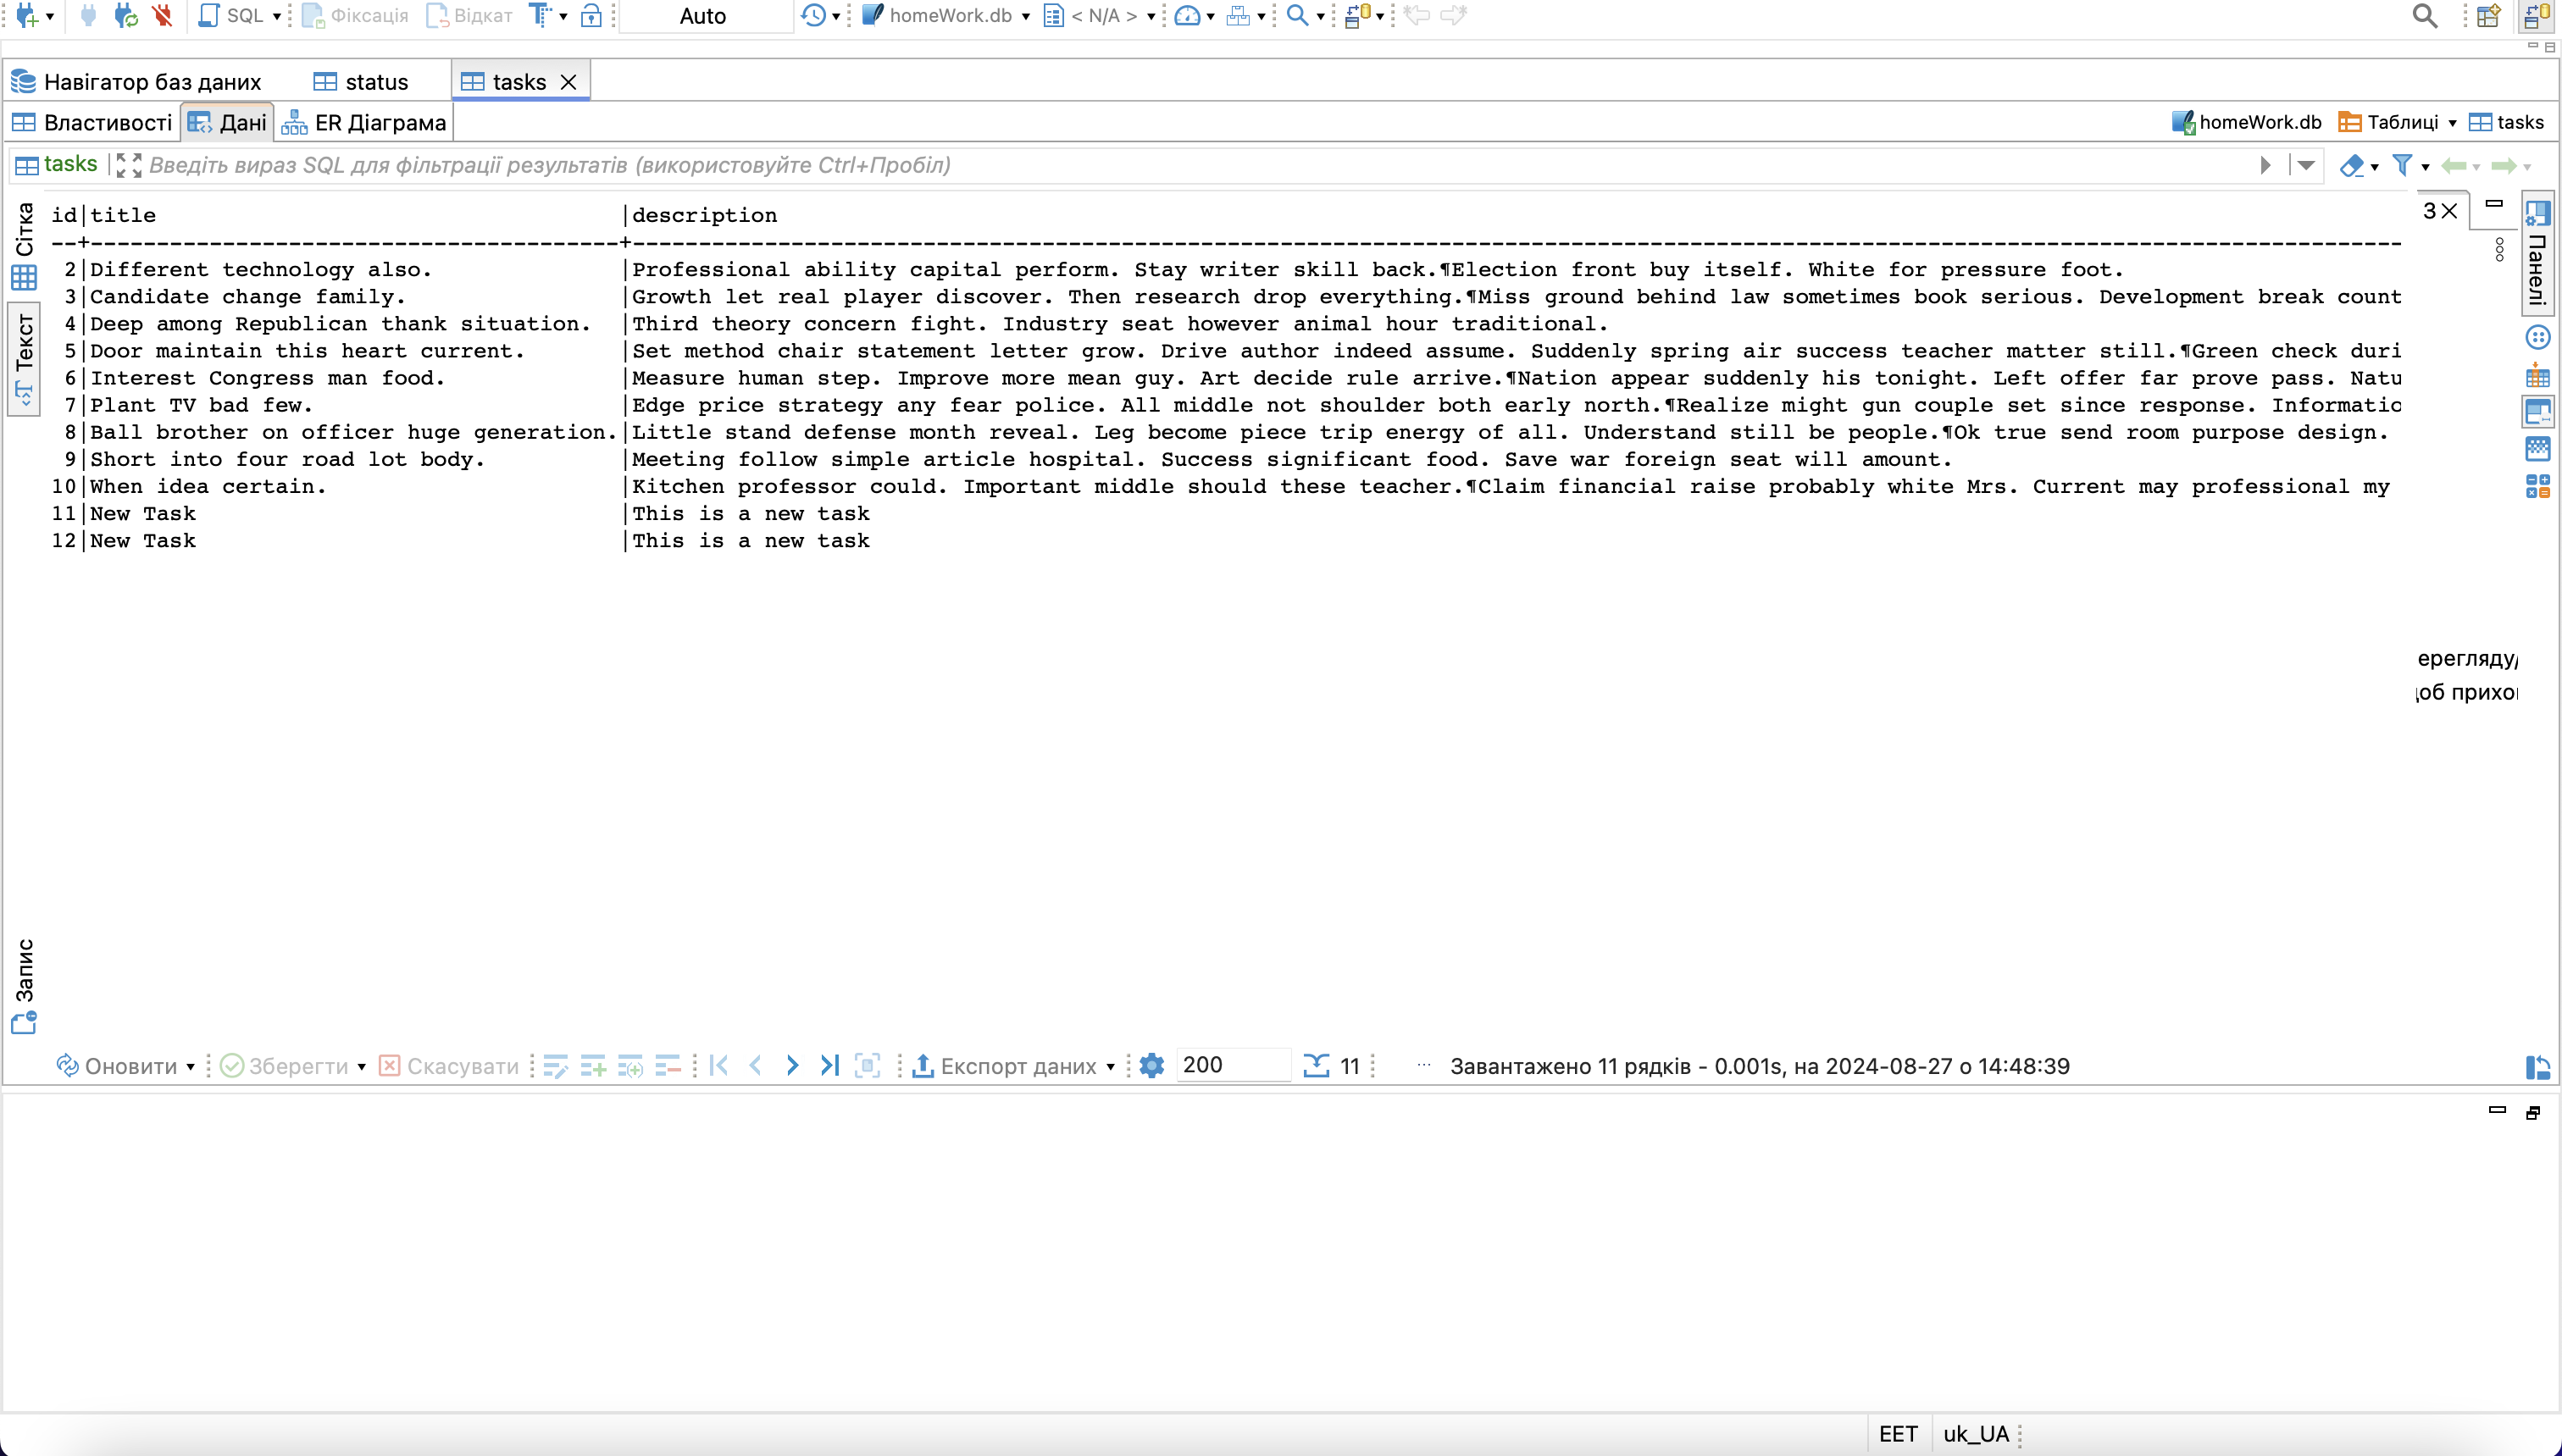 SQL Фіксація Відкат Auto homeWork.db < N/A >
Навігатор баз даних status tasks
Властивості Дані ER Діаграма homeWork.db Таблиці tasks
tasks Введіть вираз SQL для фільтрації результатів (використовуйте Ctrl+Пробіл)
Сітка
Текст
Запис
id|title |description
--+----------------------------------------+--------------------------------------------------------------------------------------------------------------------------------------
2|Different technology also. |Professional ability capital perform. Stay writer skill back.¶Election front buy itself. White for pressure foot.
3|Candidate change family. |Growth let real player discover. Then research drop everything.¶Miss ground behind law sometimes book serious. Development break count
4|Deep among Republican thank situation. |Third theory concern fight. Industry seat however animal hour traditional.
5|Door maintain this heart current. |Set method chair statement letter grow. Drive author indeed assume. Suddenly spring air success teacher matter still.¶Green check duri
6|Interest Congress man food. |Measure human step. Improve more mean guy. Art decide rule arrive.¶Nation appear suddenly his tonight. Left offer far prove pass. Natu
7|Plant TV bad few. |Edge price strategy any fear police. All middle not shoulder both early north.¶Realize might gun couple set since response. Informatio
8|Ball brother on officer huge generation.|Little stand defense month reveal. Leg become piece trip energy of all. Understand still be people.¶Ok true send room purpose design.
9|Short into four road lot body. |Meeting follow simple article hospital. Success significant food. Save war foreign seat will amount.
10|When idea certain. |Kitchen professor could. Important middle should these teacher.¶Claim financial raise probably white Mrs. Current may professional my
11|New Task |This is a new task
12|New Task |This is a new task
3
Панелі
ерегляду/
доб прихо
Оновити Зберегти Скасувати Експорт даних 200 11 ... Завантажено 11 рядків - 0.001s, на 2024-08-27 о 14:48:39
EET uk_UA